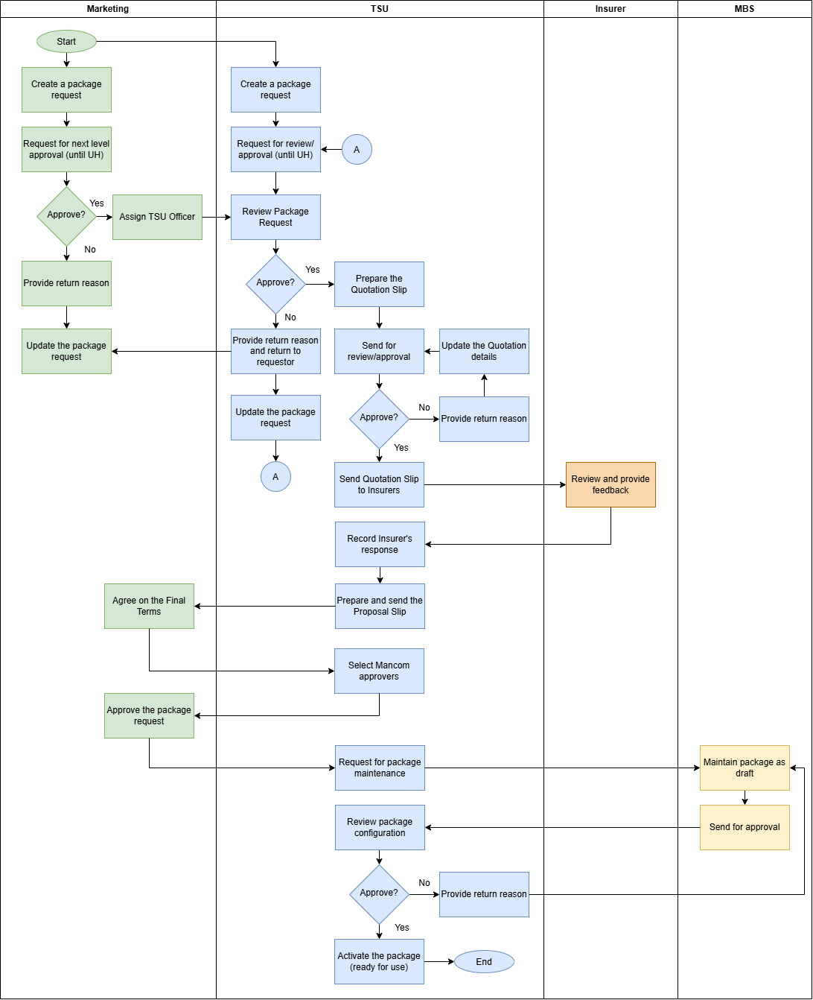 Marketing
TSU
Insurer
MBS
Start
Create a package
request
Create a package
request
Request for next level
approval (until UH)
Request for review/
approval (until UH)
A
Approve?
Yes
Assign TSU Officer
Review Package
Request
No
Provide return reason
Approve?
Yes
Prepare the
Quotation Slip
No
Update the package
request
Provide return reason
and return to
requestor
Send for
review/approval
Update the Quotation
details
Update the package
request
Approve?
No
Provide return reason
Yes
A
Send Quotation Slip
to Insurers
Review and provide
feedback
Record Insurer's
response
Agree on the Final
Terms
Prepare and send the
Proposal Slip
Select Mancom
approvers
Approve the package
request
Request for package
maintenance
Maintain package as
draft
Review package
configuration
Send for approval
Approve?
No
Provide return reason
Yes
Activate the package
(ready for use)
End